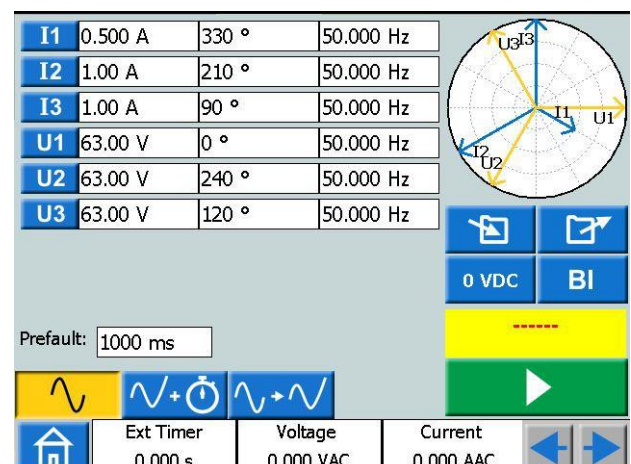 I1 0.500 A 330 ° 50.000 Hz
I2 1.00 A 210 ° 50.000 Hz
I3 1.00 A 90 ° 50.000 Hz
U1 63.00 V 0 ° 50.000 Hz
U2 63.00 V 240 ° 50.000 Hz
U3 63.00 V 120 ° 50.000 Hz
U3 I3
I1 U1
I2
U2
0 VDC BI
------
Prefault: 1000 ms
Ext Timer Voltage Current
0.000 s 0.000 VAC 0.000 AAC